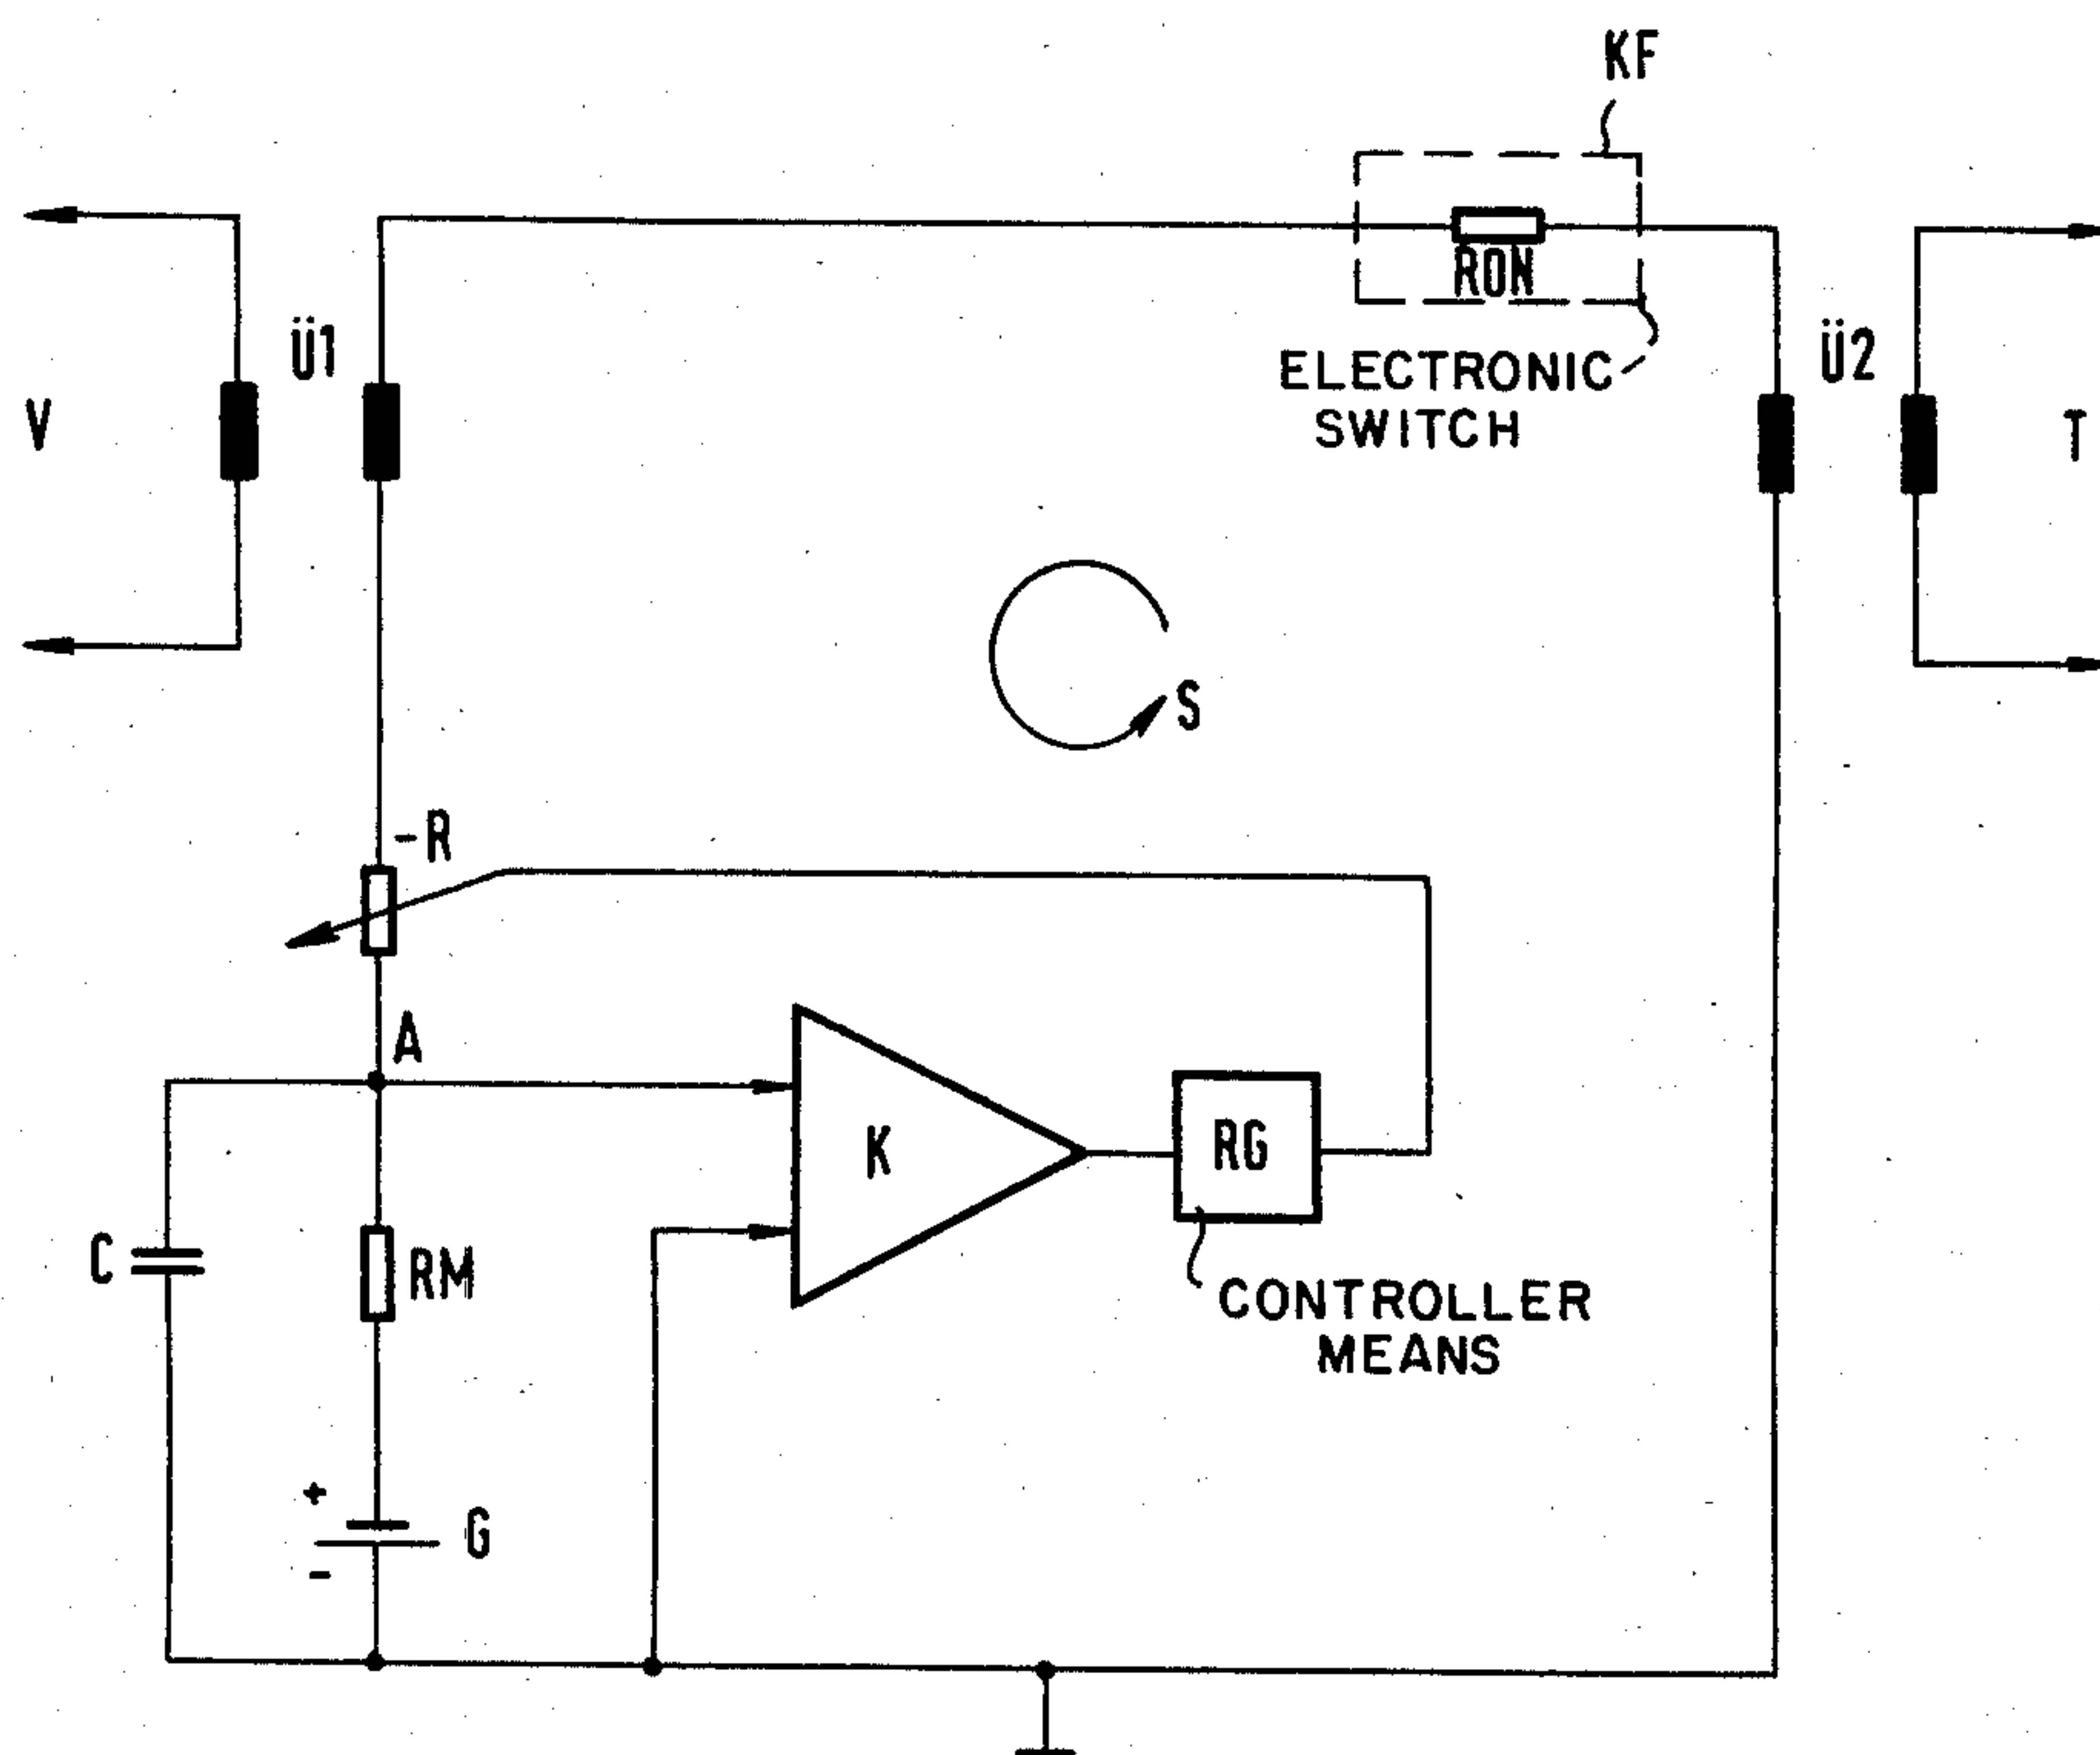 KF
RON
Ü1
ELECTRONIC
SWITCH
Ü2
V
T
S
-R
A
K
RG
C
RM
CONTROLLER
MEANS
+
G
-